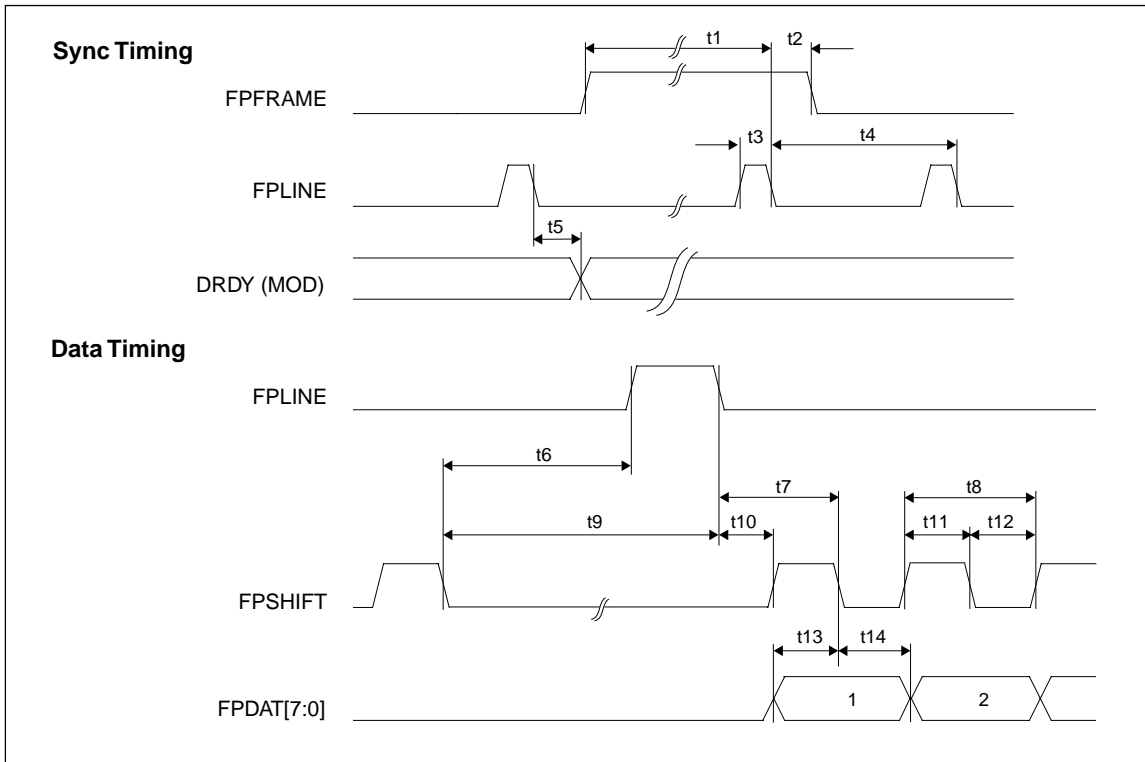 Sync Timing
t1
t2
FPFRAME
t3
t4
FPLINE
t5
DRDY (MOD)
Data Timing
FPLINE
t6
t7
t8
t9
t10
t11
t12
FPSHIFT
t13
t14
FPDAT[7:0]
1
2